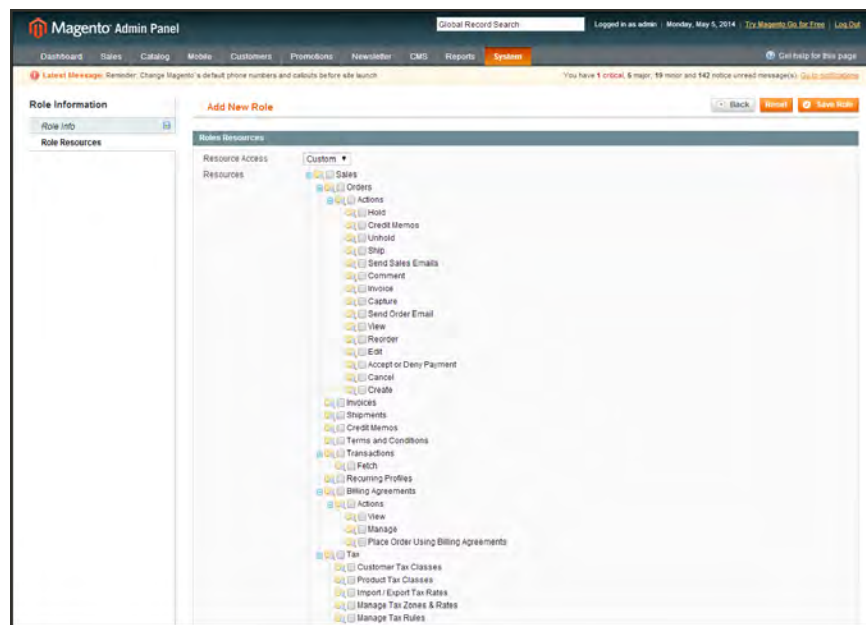 Magento® Admin Panel
Global Record Search
Logged in as admin | Monday, May 5, 2014 | Try Magento Go for Free | Log Out
Dashboard Sales Catalog Mobile Customers Promotions Newsletter CMS Reports System
Get help for this page
Latest Message: Reminder: Change Magento's default phone numbers and callouts before site launch
You have 1 critical, 5 major, 19 minor and 142 notice unread message(s). Go to notifications
Role Information
Role Info
Role Resources
Add New Role
Back Reset Save Role
Roles Resources
Resource Access Custom
Resources
Sales
Orders
Actions
Hold
Credit Memos
Unhold
Ship
Send Sales Emails
Comment
Invoice
Capture
Send Order Email
View
Reorder
Edit
Accept or Deny Payment
Cancel
Create
Invoices
Shipments
Credit Memos
Terms and Conditions
Transactions
Fetch
Recurring Profiles
Billing Agreements
Actions
View
Manage
Place Order Using Billing Agreements
Tax
Customer Tax Classes
Product Tax Classes
Import / Export Tax Rates
Manage Tax Zones & Rates
Manage Tax Rules